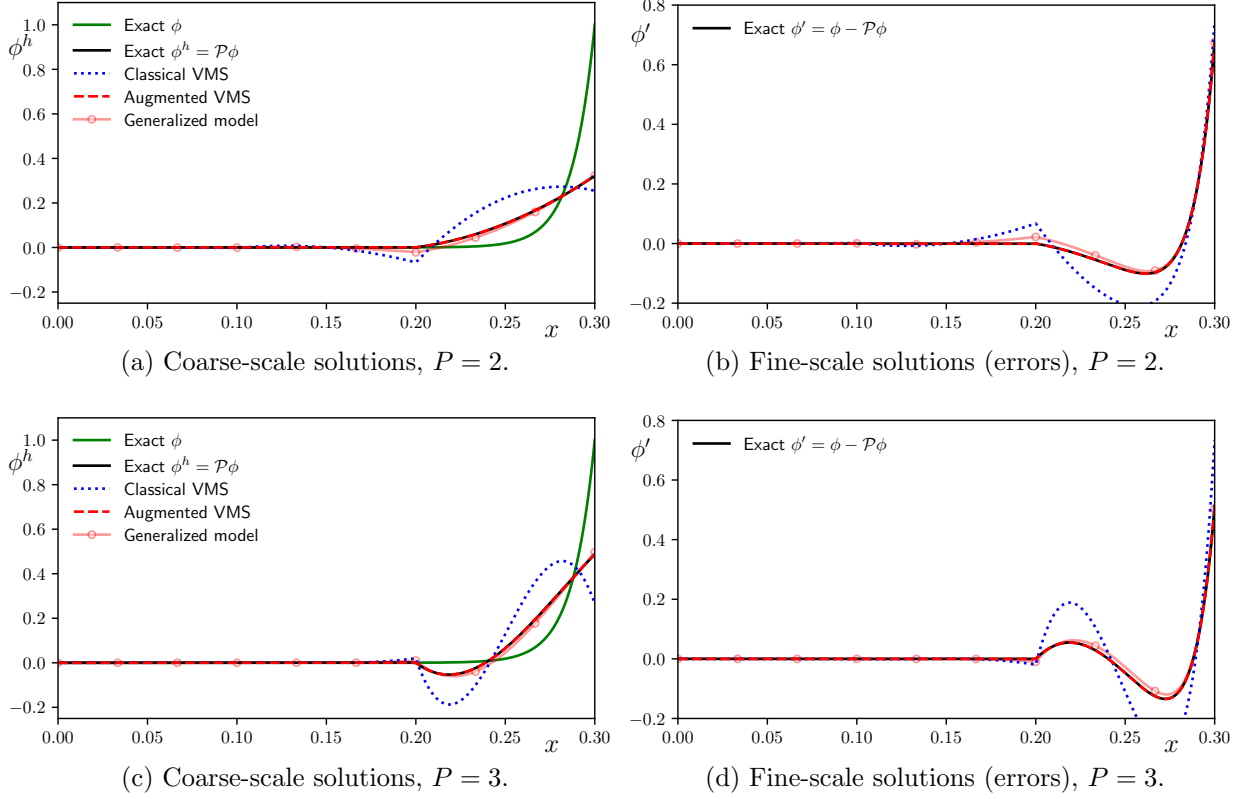 1.0
0.8
0.6
0.4
0.2
0.0
−0.2
ϕʰ
Exact ϕ
Exact ϕʰ = 𝒫ϕ
Classical VMS
Augmented VMS
Generalized model
0.00 0.05 0.10 0.15 0.20 0.25 0.30
x
(a) Coarse-scale solutions, P = 2.
0.8
0.6
0.4
0.2
0.0
−0.2
ϕ′
Exact ϕ′ = ϕ − 𝒫ϕ
0.00 0.05 0.10 0.15 0.20 0.25 0.30
x
(b) Fine-scale solutions (errors), P = 2.
1.0
0.8
0.6
0.4
0.2
0.0
−0.2
ϕʰ
Exact ϕ
Exact ϕʰ = 𝒫ϕ
Classical VMS
Augmented VMS
Generalized model
0.00 0.05 0.10 0.15 0.20 0.25 0.30
x
(c) Coarse-scale solutions, P = 3.
0.8
0.6
0.4
0.2
0.0
−0.2
ϕ′
Exact ϕ′ = ϕ − 𝒫ϕ
0.00 0.05 0.10 0.15 0.20 0.25 0.30
x
(d) Fine-scale solutions (errors), P = 3.